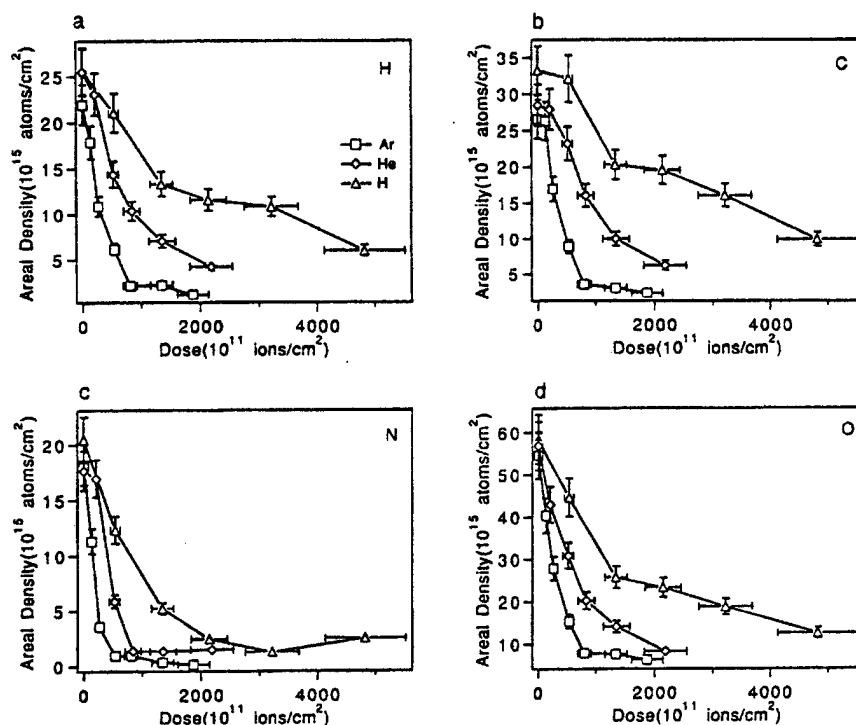 a
H
Ar
He
H
25
20
15
10
5
Areal Density(10^15 atoms/cm^2)
0 2000 4000
Dose(10^11 ions/cm^2)
b
C
35
30
25
20
15
10
5
Areal Density(10^15 atoms/cm^2)
0 2000 4000
Dose(10^11 ions/cm^2)
c
N
20
15
10
5
0
Areal Density(10^15 atoms/cm^2)
0 2000 4000
Dose(10^11 ions/cm^2)
d
O
60
50
40
30
20
10
Areal Density(10^15 atoms/cm^2)
0 2000 4000
Dose(10^11 ions/cm^2)